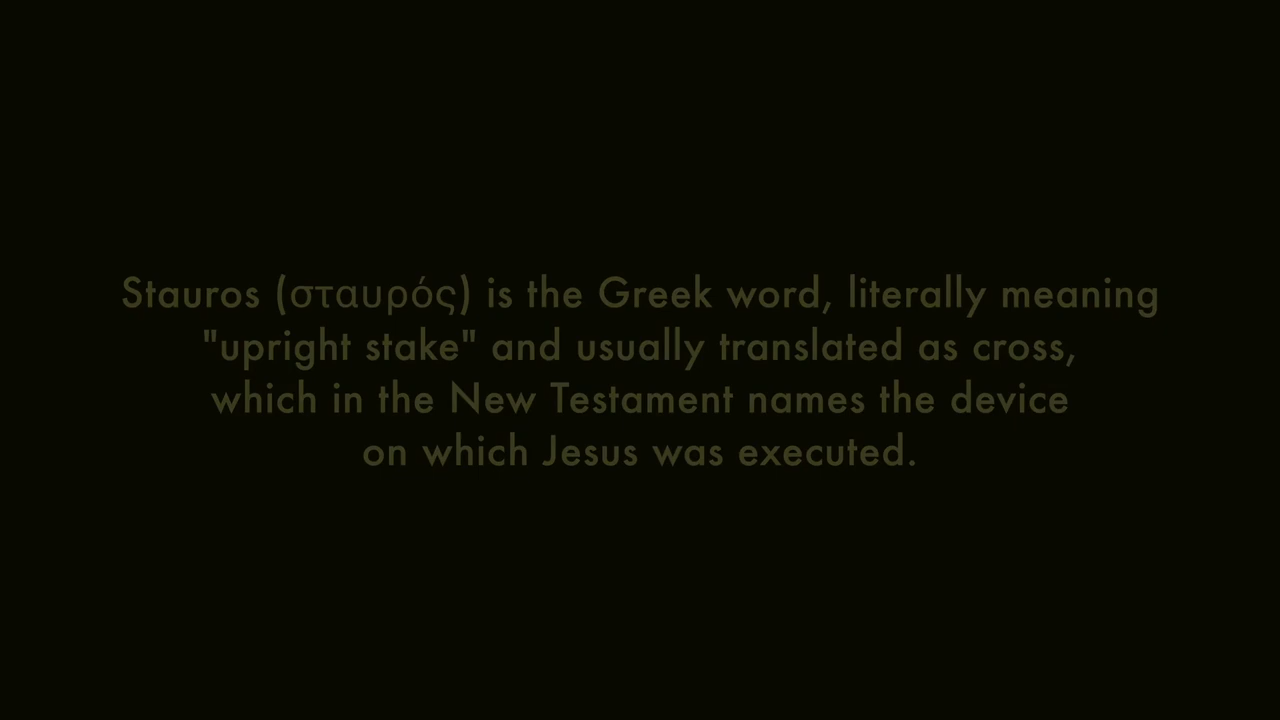 Stauros (σταυρός) is the Greek word, literally meaning
"upright stake" and usually translated as cross,
which in the New Testament names the device
on which Jesus was executed.